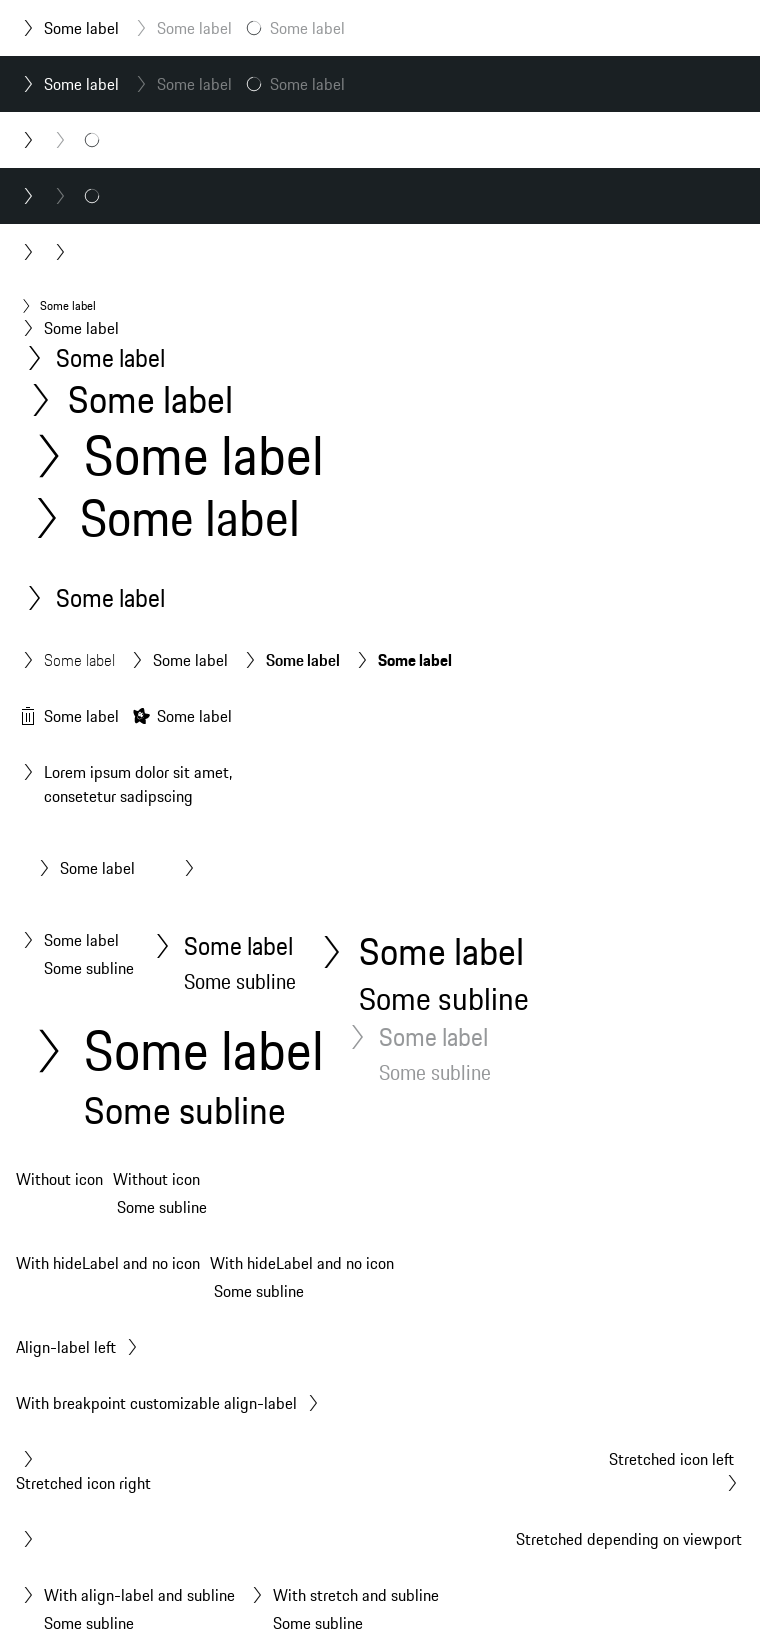 Some label Some label Some label
Some label Some label Some label
Some label
Some label
Some label
Some label
Some label
Some label
Some label
Some label Some label Some label Some label
Some label Some label
Lorem ipsum dolor sit amet,
consetetur sadipscing
Some label
Some label Some label Some label
Some subline Some subline Some subline
Some label Some label
Some subline Some subline
Without icon Without icon
Some subline
With hideLabel and no icon With hideLabel and no icon
Some subline
Align-label left
With breakpoint customizable align-label
Stretched icon left
Stretched icon right
Stretched depending on viewport
With align-label and subline With stretch and subline
Some subline Some subline